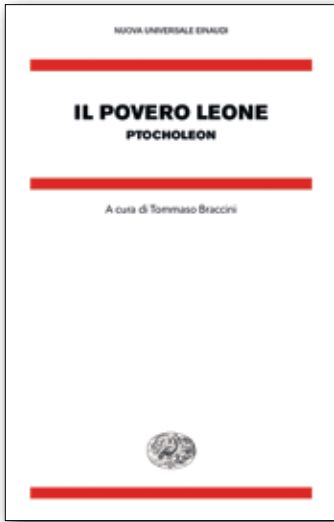 NUOVA UNIVERSALE EINAUDI
IL POVERO LEONE
PTOCHOLEON
A cura di Tommaso Braccini